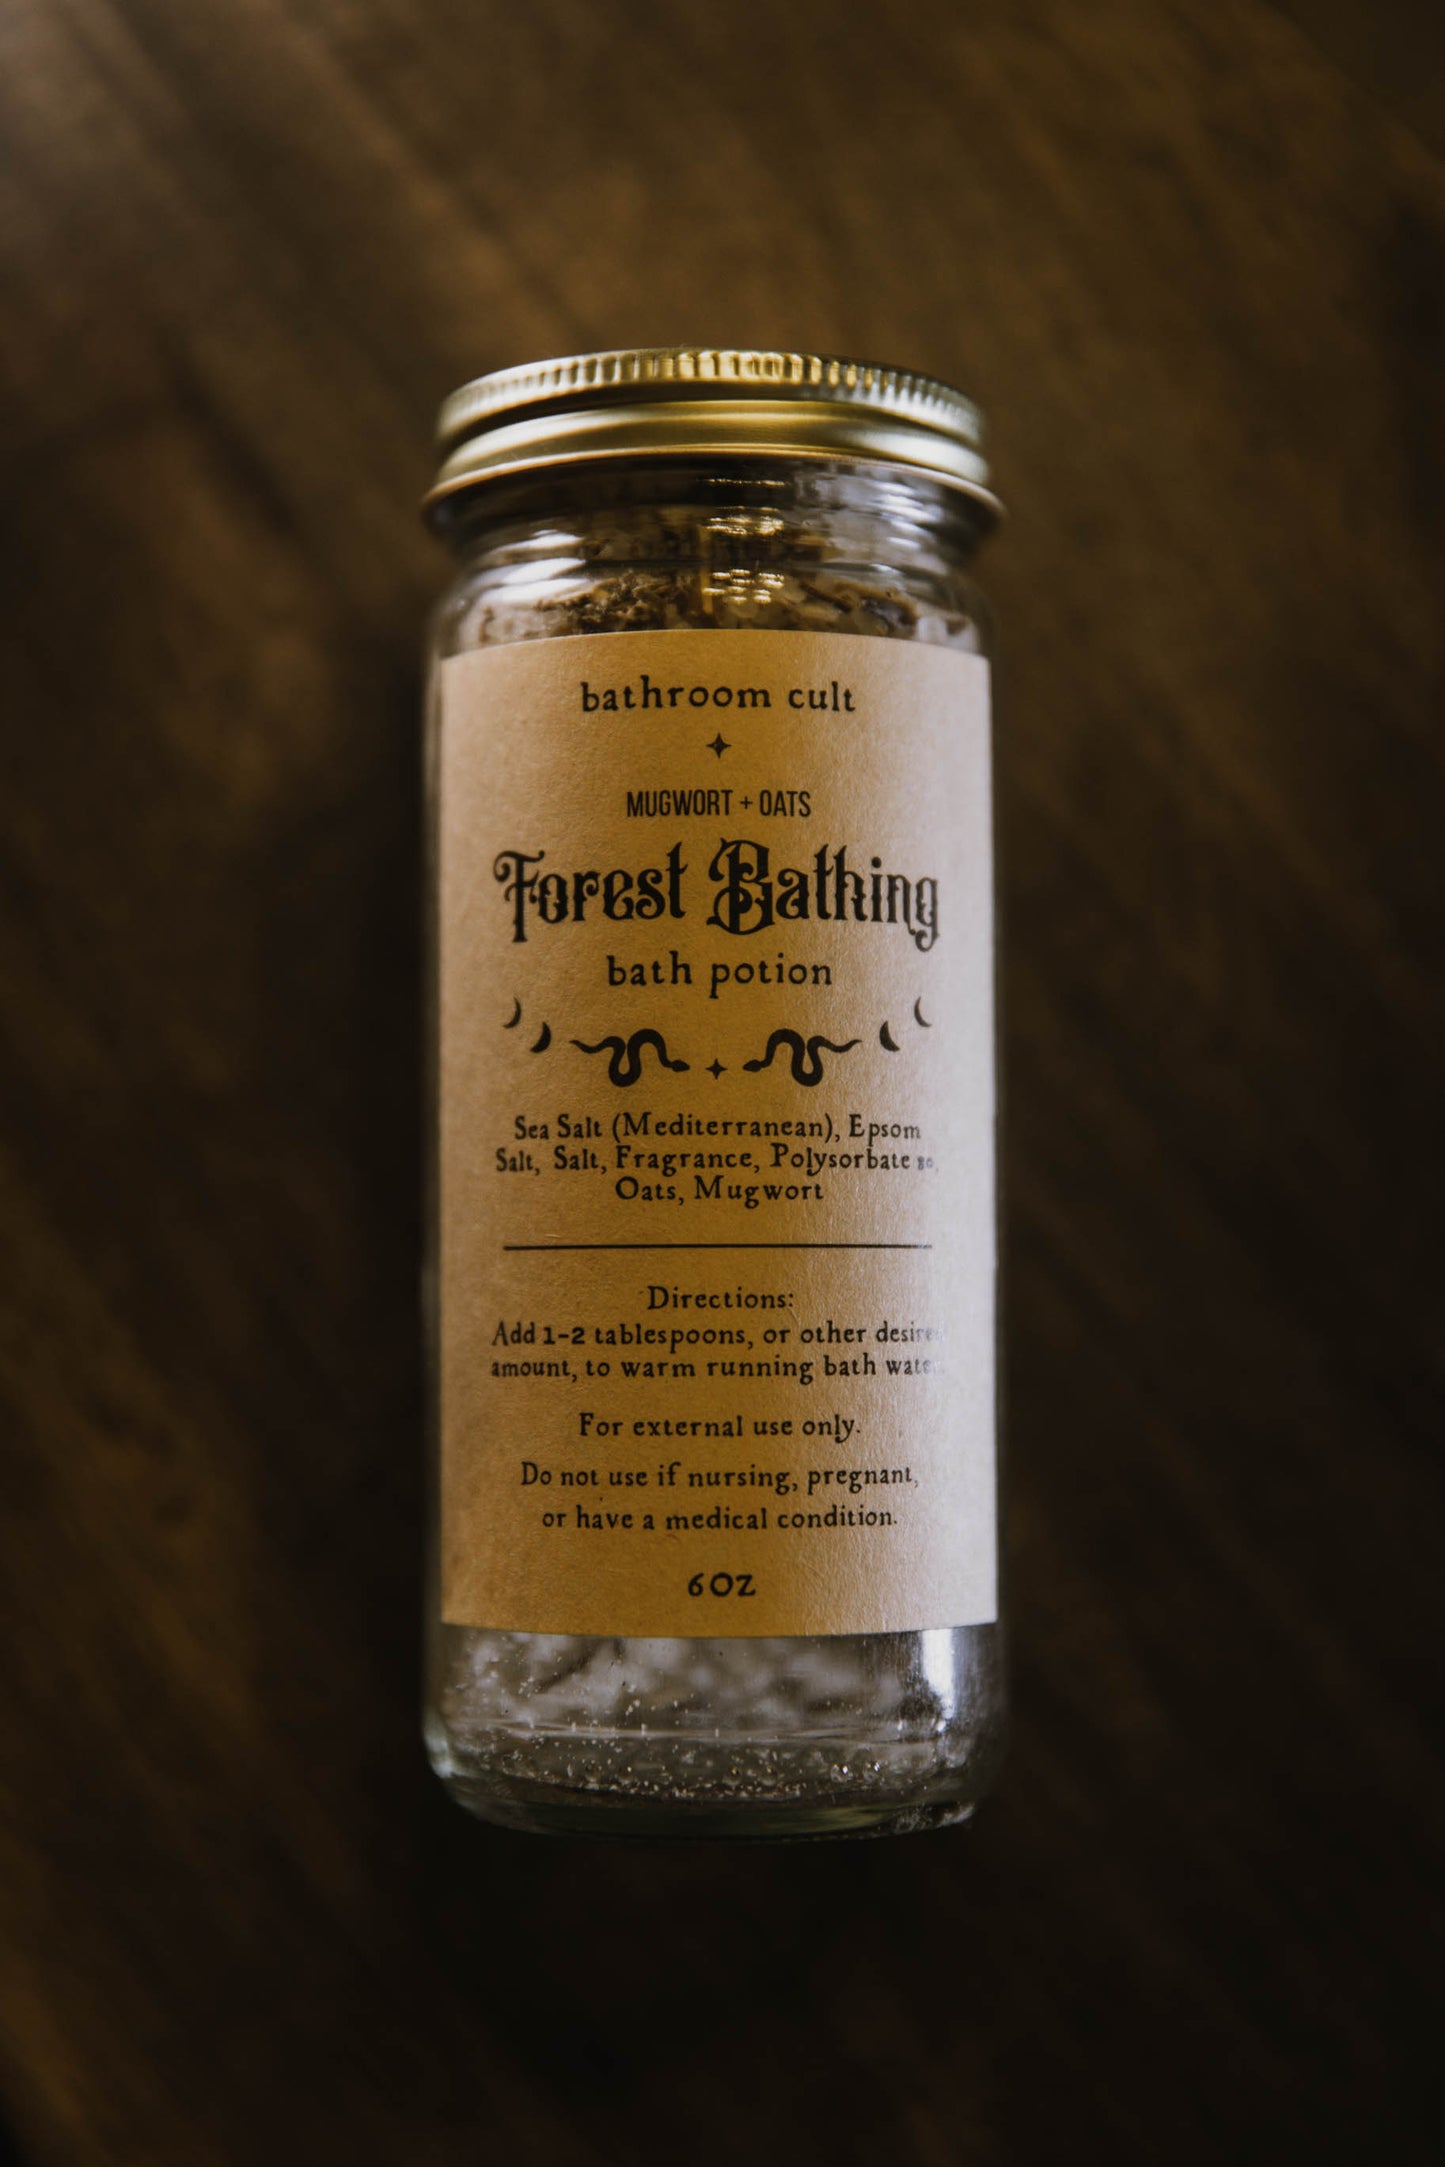 bathroom cult
MUGWORT + OATS
Forest Bathing
bath potion
Sea Salt (Mediterranean), Epsom
Salt, Salt, Fragrance, Polysorbate 80,
Oats, Mugwort
Directions:
Add 1-2 tablespoons, or other desired
amount, to warm running bath water.
For external use only.
Do not use if nursing, pregnant,
or have a medical condition.
6OZ